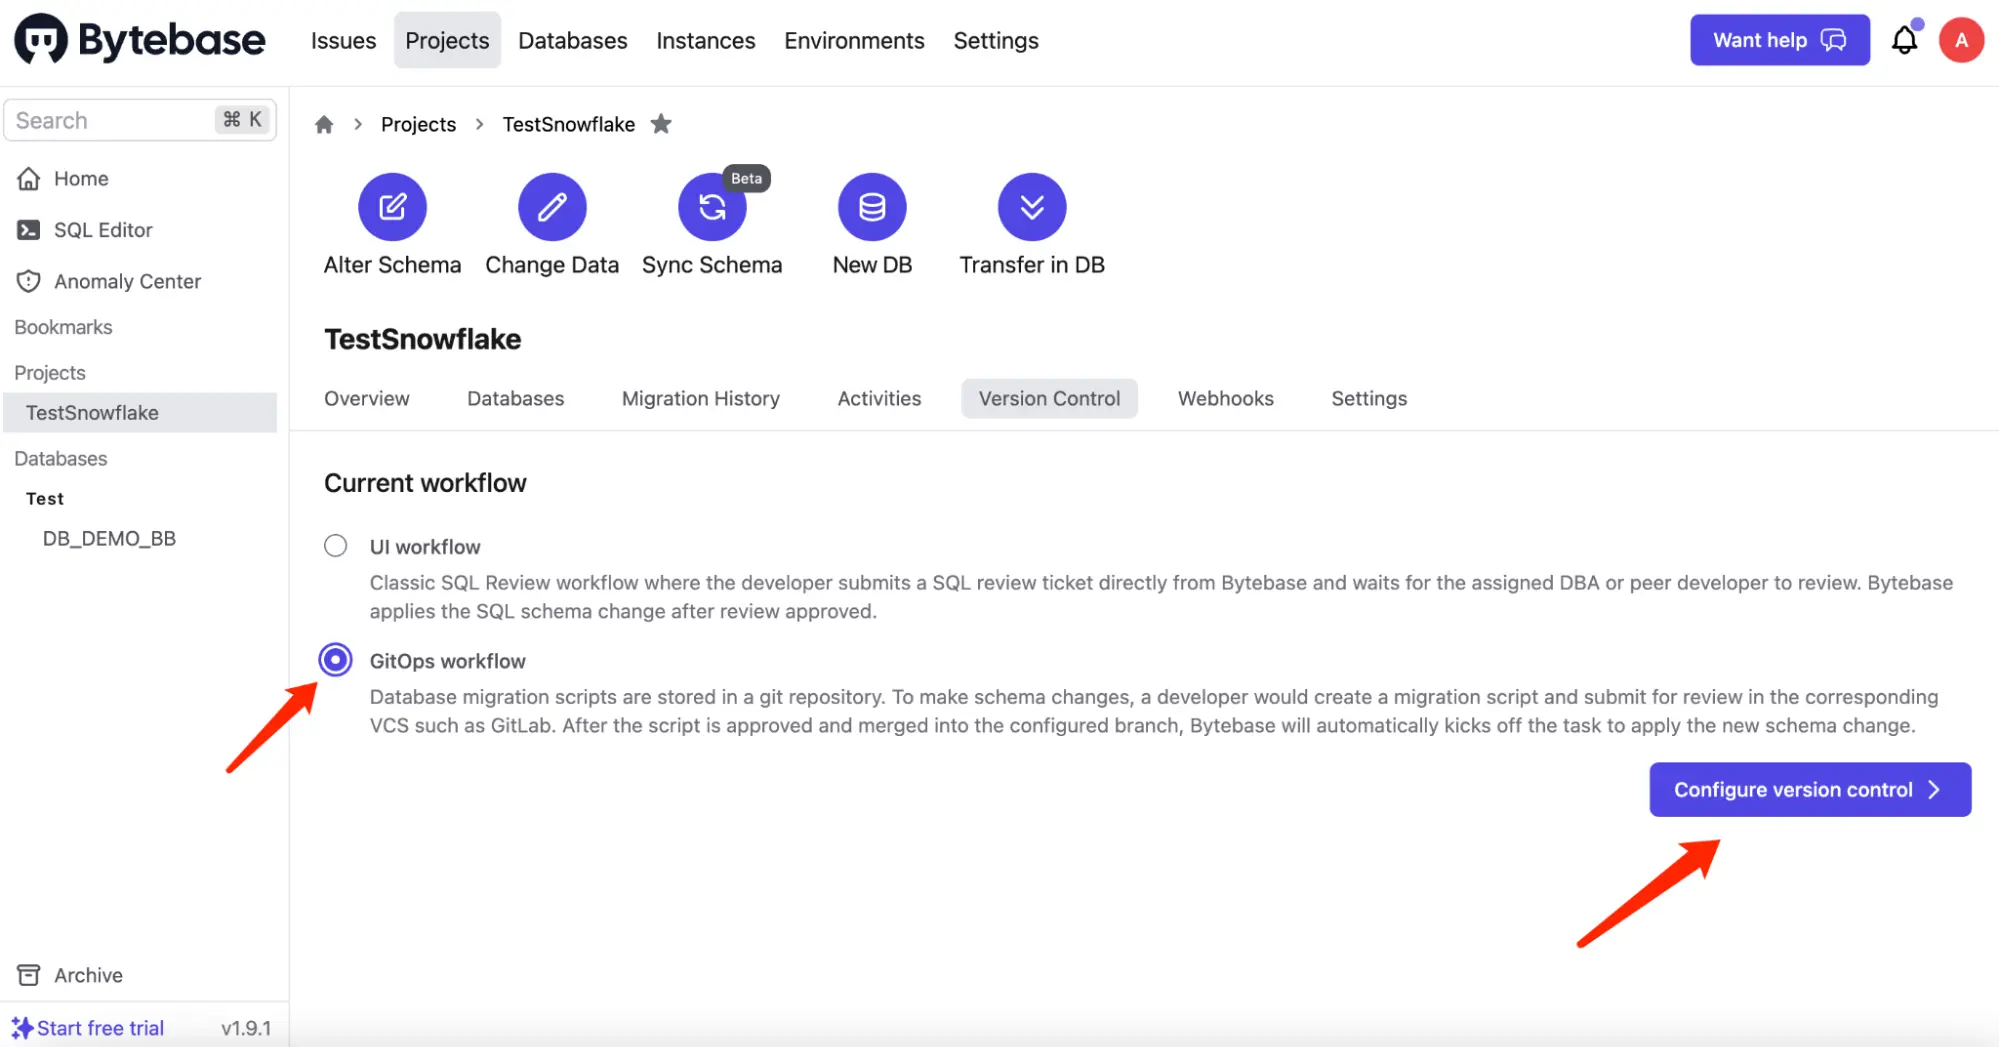 Bytebase
Issues
Projects
Databases
Instances
Environments
Settings
Want help
A
Search
⌘ K
Home
SQL Editor
Anomaly Center
Bookmarks
Projects
TestSnowflake
Databases
Test
DB_DEMO_BB
Archive
Start free trial
v1.9.1
Projects
TestSnowflake
Beta
Alter Schema
Change Data
Sync Schema
New DB
Transfer in DB
TestSnowflake
Overview
Databases
Migration History
Activities
Version Control
Webhooks
Settings
Current workflow
UI workflow
Classic SQL Review workflow where the developer submits a SQL review ticket directly from Bytebase and waits for the assigned DBA or peer developer to review. Bytebase
applies the SQL schema change after review approved.
GitOps workflow
Database migration scripts are stored in a git repository. To make schema changes, a developer would create a migration script and submit for review in the corresponding
VCS such as GitLab. After the script is approved and merged into the configured branch, Bytebase will automatically kicks off the task to apply the new schema change.
Configure version control